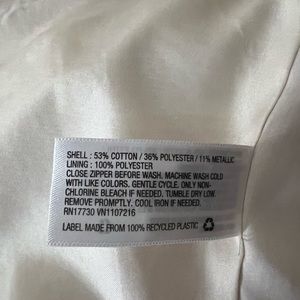 SHELL : 53% COTTON / 36% POLYESTER / 11% METALLIC
LINING : 100% POLYESTER
CLOSE ZIPPER BEFORE WASH. MACHINE WASH COLD
WITH LIKE COLORS. GENTLE CYCLE. ONLY NON-
CHLORINE BLEACH IF NEEDED. TUMBLE DRY LOW.
REMOVE PROMPTLY. COOL IRON IF NEEDED.
RN17730 VN1107216
LABEL MADE FROM 100% RECYCLED PLASTIC